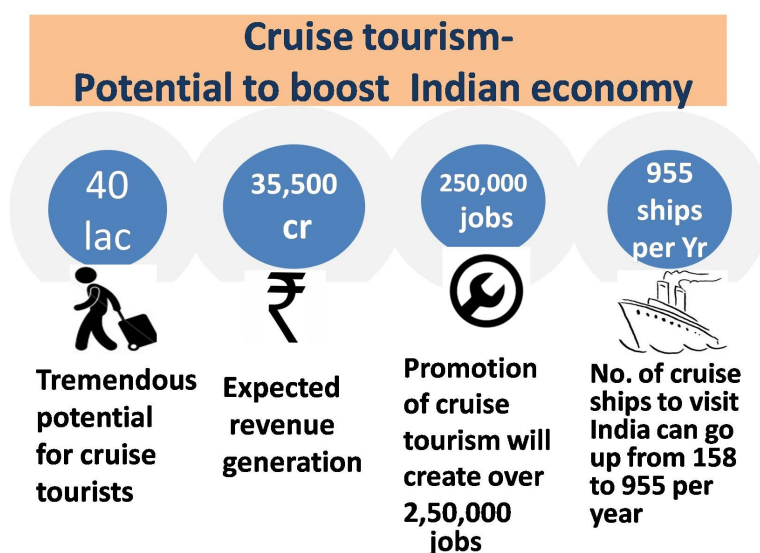 Cruise tourism-
Potential to boost Indian economy
40
lac
35,500
cr
250,000
jobs
955
ships
per Yr
₹
Tremendous
potential
for cruise
tourists
Expected
revenue
generation
Promotion
of cruise
tourism will
create over
2,50,000
jobs
No. of cruise
ships to visit
India can go
up from 158
to 955 per
year